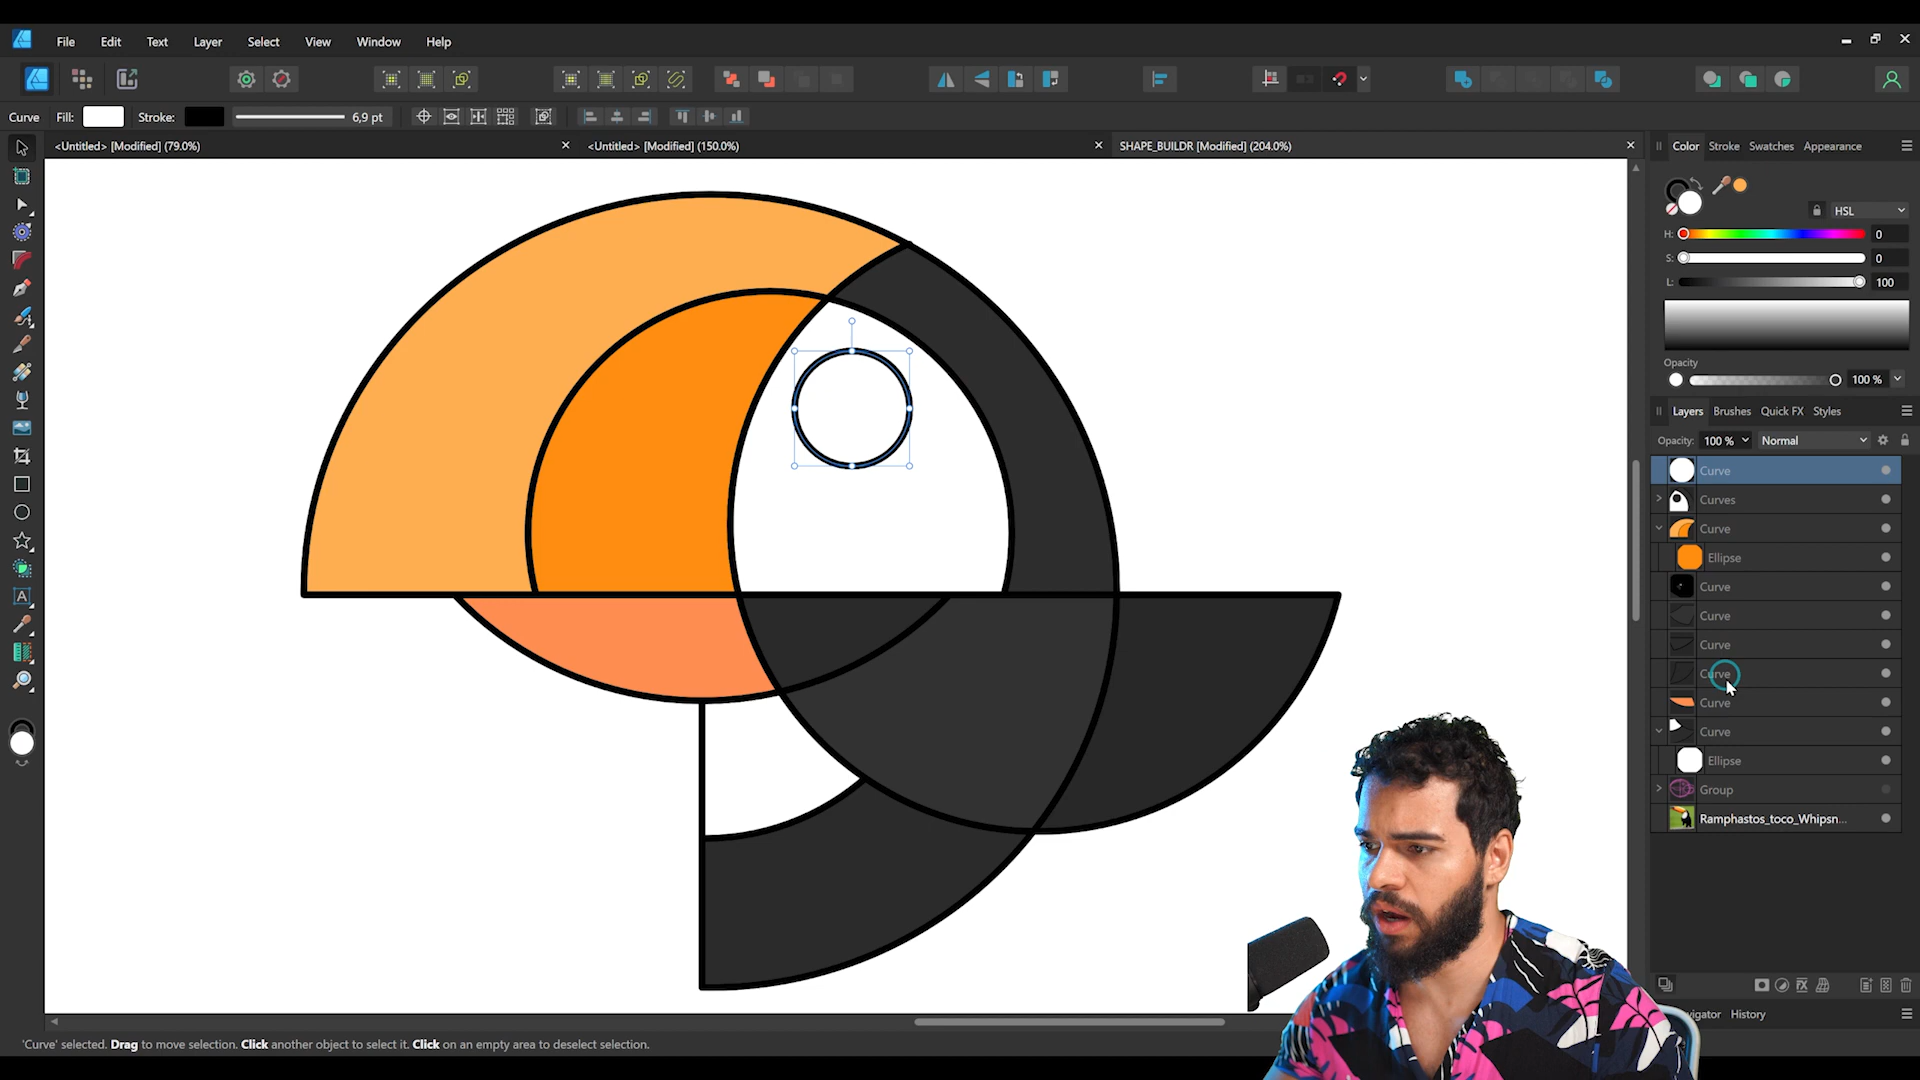 File Edit Text Layer Select View Window Help
Curve Fill: Stroke: 6,9 pt
<Untitled> [Modified] (79.0%)
<Untitled> [Modified] (150.0%)
SHAPE_BUILDR [Modified] (204.0%)
Color Stroke Swatches Appearance
HSL
H: 0
S: 0
L: 100
Opacity
100 %
Layers Brushes Quick FX Styles
Opacity: 100 % Normal
Curve
Curves
Curve
Ellipse
Curve
Curve
Curve
Curve
Curve
Curve
Ellipse
Group
Ramphastos_toco_Whipsn...
History
'Curve' selected. Drag to move selection. Click another object to select it. Click on an empty area to deselect selection.